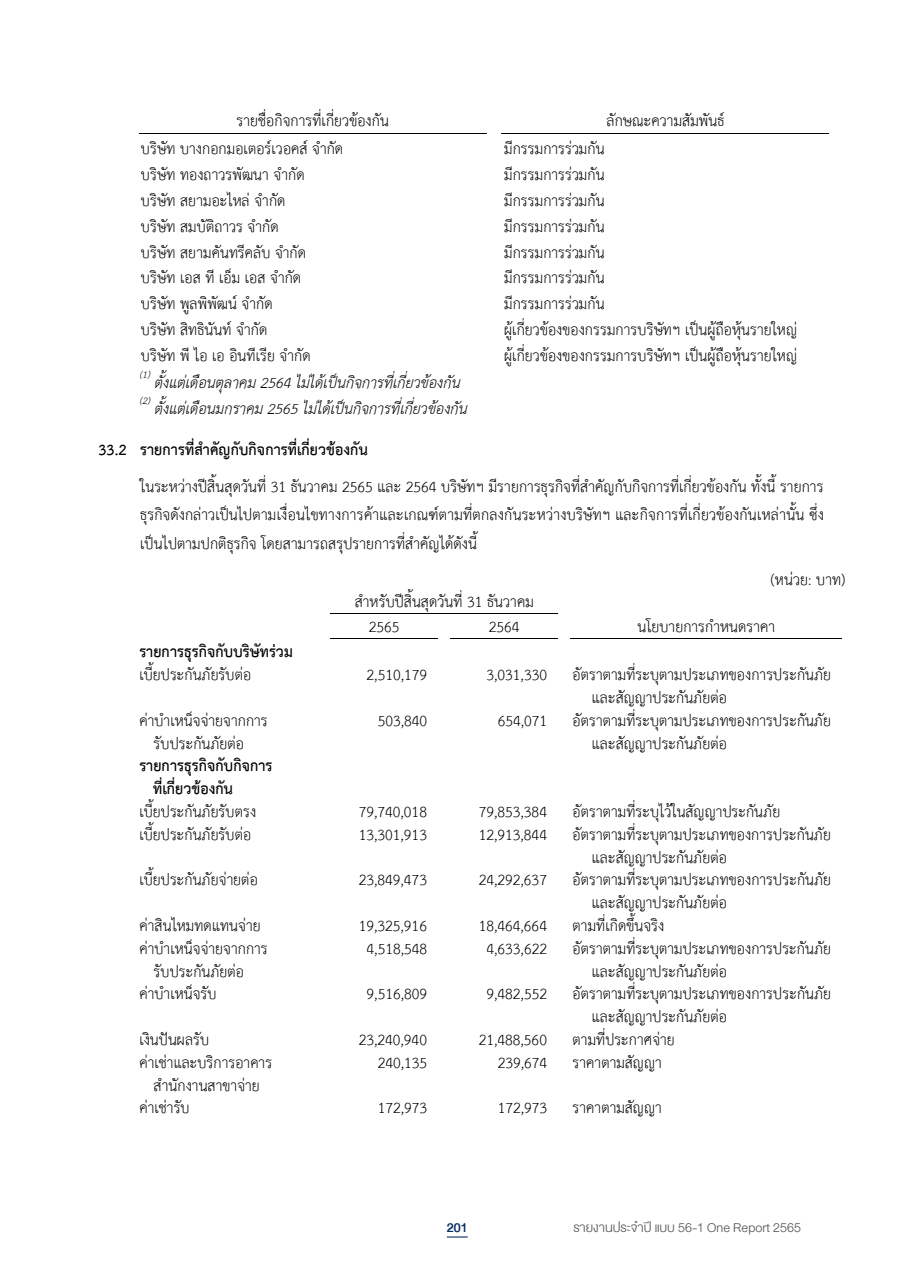 รายชื่อกิจการที่เกี่ยวข้องกัน ลักษณะความสัมพันธ์
บริษัท บางกอกมอเตอร์เวอคส์ จำกัด มีกรรมการร่วมกัน
บริษัท ทองถาวรพัฒนา จำกัด มีกรรมการร่วมกัน
บริษัท สยามอะไหล่ จำกัด มีกรรมการร่วมกัน
บริษัท สมบัติถาวร จำกัด มีกรรมการร่วมกัน
บริษัท สยามคันทรีคลับ จำกัด มีกรรมการร่วมกัน
บริษัท เอส ที เอ็ม เอส จำกัด มีกรรมการร่วมกัน
บริษัท พูลพิพัฒน์ จำกัด มีกรรมการร่วมกัน
บริษัท สิทธินันท์ จำกัด ผู้เกี่ยวข้องของกรรมการบริษัทฯ เป็นผู้ถือหุ้นรายใหญ่
บริษัท พี ไอ เอ อินทีเรีย จำกัด ผู้เกี่ยวข้องของกรรมการบริษัทฯ เป็นผู้ถือหุ้นรายใหญ่
(1) ตั้งแต่เดือนตุลาคม 2564 ไม่ได้เป็นกิจการที่เกี่ยวข้องกัน
(2) ตั้งแต่เดือนมกราคม 2565 ไม่ได้เป็นกิจการที่เกี่ยวข้องกัน
33.2 รายการที่สำคัญกับกิจการที่เกี่ยวข้องกัน
ในระหว่างปีสิ้นสุดวันที่ 31 ธันวาคม 2565 และ 2564 บริษัทฯ มีรายการธุรกิจที่สำคัญกับกิจการที่เกี่ยวข้องกัน ทั้งนี้ รายการ
ธุรกิจดังกล่าวเป็นไปตามเงื่อนไขทางการค้าและเกณฑ์ตามที่ตกลงกันระหว่างบริษัทฯ และกิจการที่เกี่ยวข้องกันเหล่านั้น ซึ่ง
เป็นไปตามปกติธุรกิจ โดยสามารถสรุปรายการที่สำคัญได้ดังนี้
(หน่วย: บาท)
สำหรับปีสิ้นสุดวันที่ 31 ธันวาคม
2565 2564 นโยบายการกำหนดราคา
รายการธุรกิจกับบริษัทร่วม
เบี้ยประกันภัยรับต่อ 2,510,179 3,031,330 อัตราตามที่ระบุตามประเภทของการประกันภัย
และสัญญาประกันภัยต่อ
ค่าบำเหน็จจ่ายจากการ 503,840 654,071 อัตราตามที่ระบุตามประเภทของการประกันภัย
รับประกันภัยต่อ และสัญญาประกันภัยต่อ
รายการธุรกิจกับกิจการ
ที่เกี่ยวข้องกัน
เบี้ยประกันภัยรับตรง 79,740,018 79,853,384 อัตราตามที่ระบุไว้ในสัญญาประกันภัย
เบี้ยประกันภัยรับต่อ 13,301,913 12,913,844 อัตราตามที่ระบุตามประเภทของการประกันภัย
และสัญญาประกันภัยต่อ
เบี้ยประกันภัยจ่ายต่อ 23,849,473 24,292,637 อัตราตามที่ระบุตามประเภทของการประกันภัย
และสัญญาประกันภัยต่อ
ค่าสินไหมทดแทนจ่าย 19,325,916 18,464,664 ตามที่เกิดขึ้นจริง
ค่าบำเหน็จจ่ายจากการ 4,518,548 4,633,622 อัตราตามที่ระบุตามประเภทของการประกันภัย
รับประกันภัยต่อ และสัญญาประกันภัยต่อ
ค่าบำเหน็จรับ 9,516,809 9,482,552 อัตราตามที่ระบุตามประเภทของการประกันภัย
และสัญญาประกันภัยต่อ
เงินปันผลรับ 23,240,940 21,488,560 ตามที่ประกาศจ่าย
ค่าเช่าและบริการอาคาร 240,135 239,674 ราคาตามสัญญา
สำนักงานสาขาจ่าย
ค่าเช่ารับ 172,973 172,973 ราคาตามสัญญา
201 รายงานประจำปี แบบ 56-1 One Report 2565